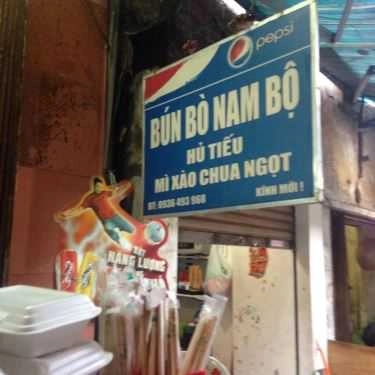 pepsi
BÚN BÒ NAM BỘ
HỦ TIẾU
MÌ XÀO CHUA NGỌT
ĐT: 0936 493 968 KÍNH MỜI !
NĂNG LƯỢNG